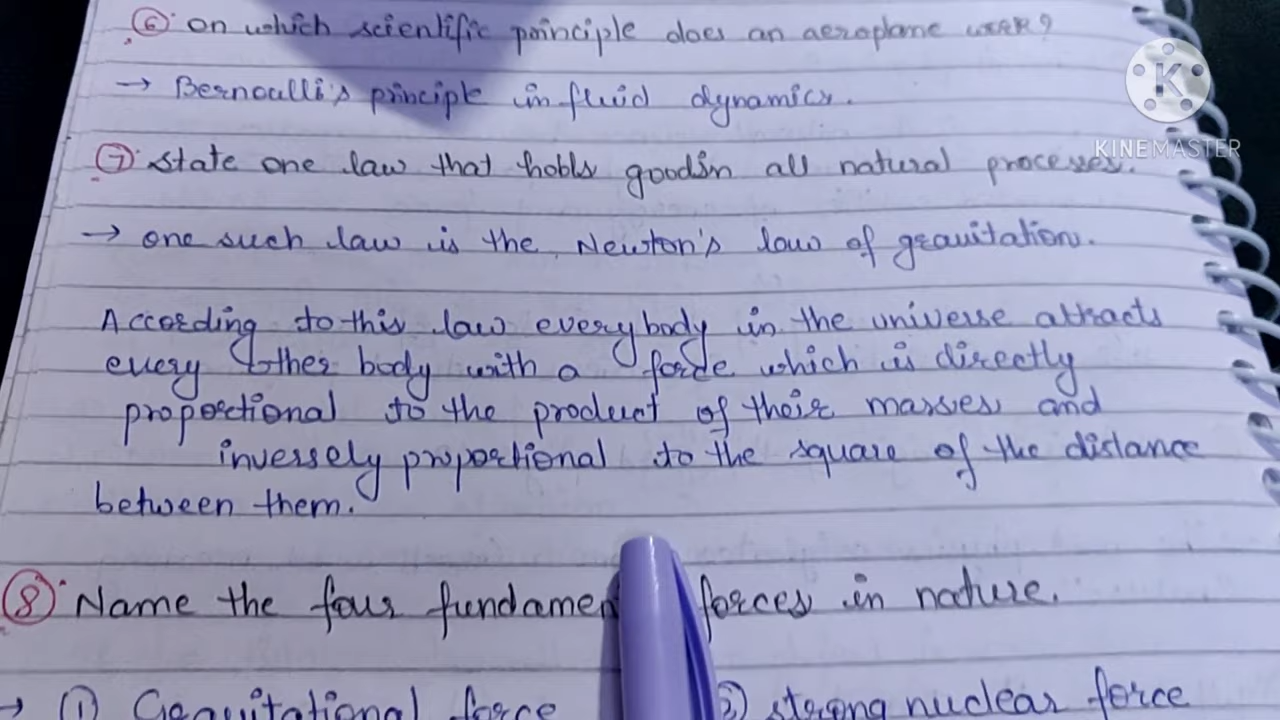 ⑥ on which scientific principle does an aeroplane work?
→ Bernoulli's principle in fluid dynamics.
KINEMASTER
⑦ State one law that holds good in all natural processes.
→ one such law is the Newton's law of gravitation.
According to this law everybody in the universe attracts
every other body with a force which is directly
proportional to the product of their masses and
inversely proportional to the square of the distance
between them.
⑧ Name the four forces in nature.
→ ① Gravitational force ② strong nuclear force